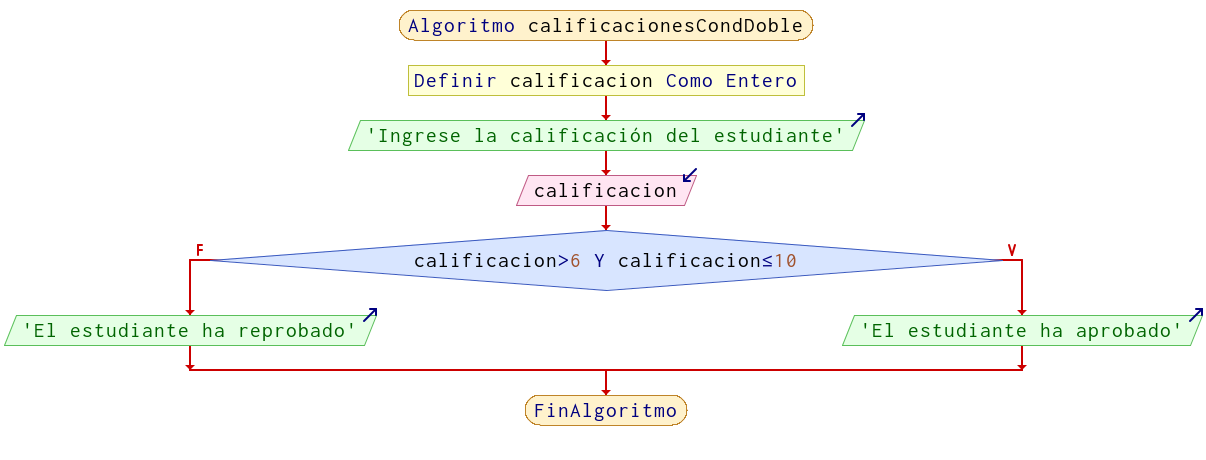 Algoritmo calificacionesCondDoble
Definir calificacion Como Entero
'Ingrese la calificación del estudiante'
calificacion
F
V
calificacion>6 Y calificacion≤10
'El estudiante ha reprobado'
'El estudiante ha aprobado'
FinAlgoritmo